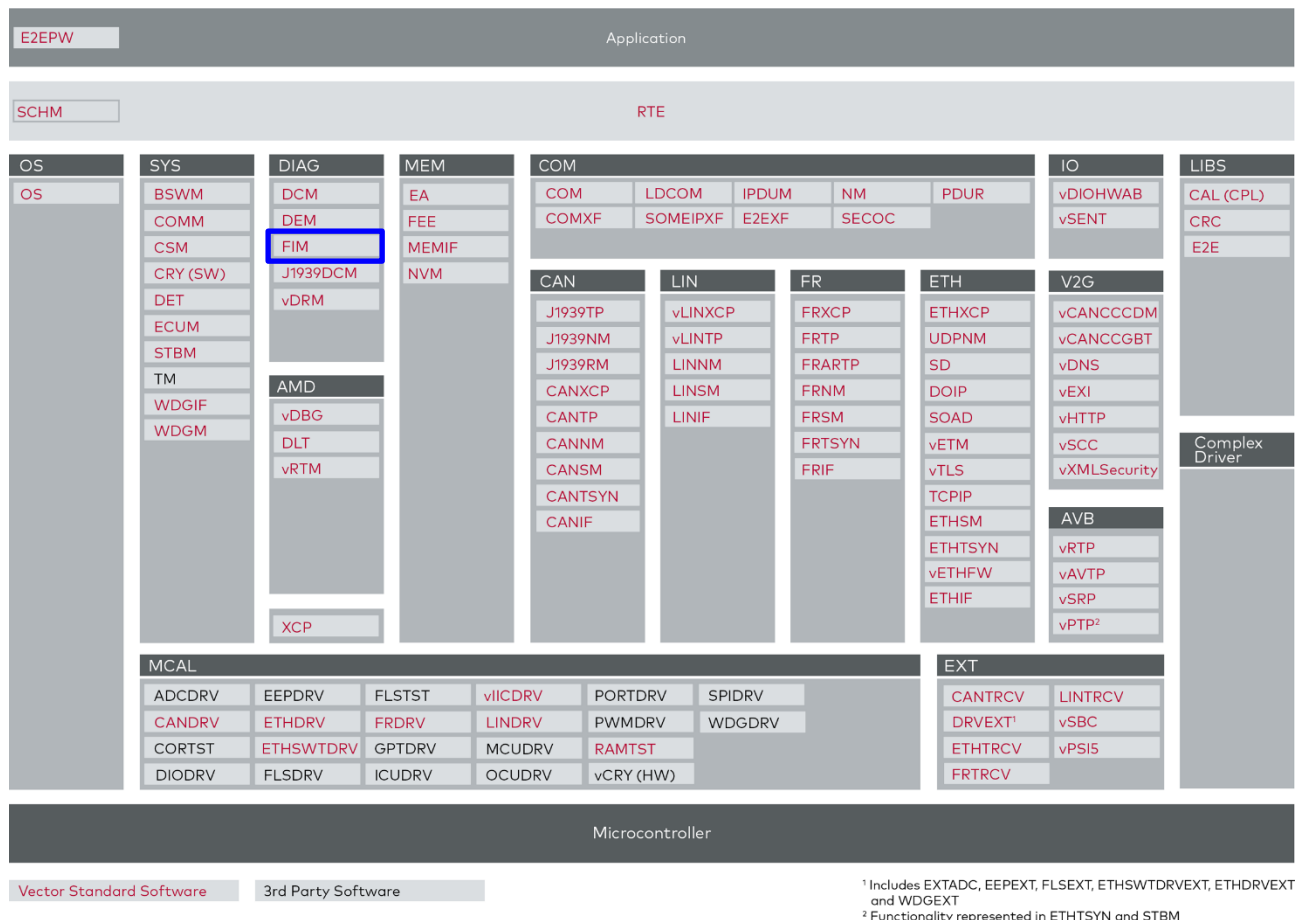 E2EPW
Application
SCHM
RTE
OS
OS
SYS
BSWM
COMM
CSM
CRY (SW)
DET
ECUM
STBM
TM
WDGIF
WDGM
DIAG
DCM
DEM
FIM
J1939DCM
vDRM
AMD
vDBG
DLT
vRTM
XCP
MEM
EA
FEE
MEMIF
NVM
COM
COM LDCOM IPDUM NM PDUR
COMXF SOMEIPXF E2EXF SECOC
CAN
J1939TP
J1939NM
J1939RM
CANXCP
CANTP
CANNM
CANSM
CANTSYN
CANIF
LIN
vLINXCP
vLINTP
LINNM
LINSM
LINIF
FR
FRXCP
FRTP
FRARTP
FRNM
FRSM
FRTSYN
FRIF
ETH
ETHXCP
UDPNM
SD
DOIP
SOAD
vETM
vTLS
TCPIP
ETHSM
ETHTSYN
vETHFW
ETHIF
IO
vDIOHWAB
vSENT
V2G
vCANCCCDM
vCANCCGBT
vDNS
vEXI
vHTTP
vSCC
vXMLSecurity
AVB
vRTP
vAVTP
vSRP
vPTP²
LIBS
CAL (CPL)
CRC
E2E
Complex
Driver
MCAL
ADCDRV EEPDRV FLSTST vIICDRV PORTDRV SPIDRV
CANDRV ETHDRV FRDRV LINDRV PWMDRV WDGDRV
CORTST ETHSWTDRV GPTDRV MCUDRV RAMTST
DIODRV FLSDRV ICUDRV OCUDRV vCRY (HW)
EXT
CANTRCV LINTRCV
DRVEXT¹ vSBC
ETHTRCV vPSI5
FRTRCV
Microcontroller
Vector Standard Software
3rd Party Software
¹ Includes EXTADC, EEPEXT, FLSEXT, ETHSWTDRVEXT, ETHDRVEXT
and WDGEXT
² Functionality represented in ETHTSYN and STBM